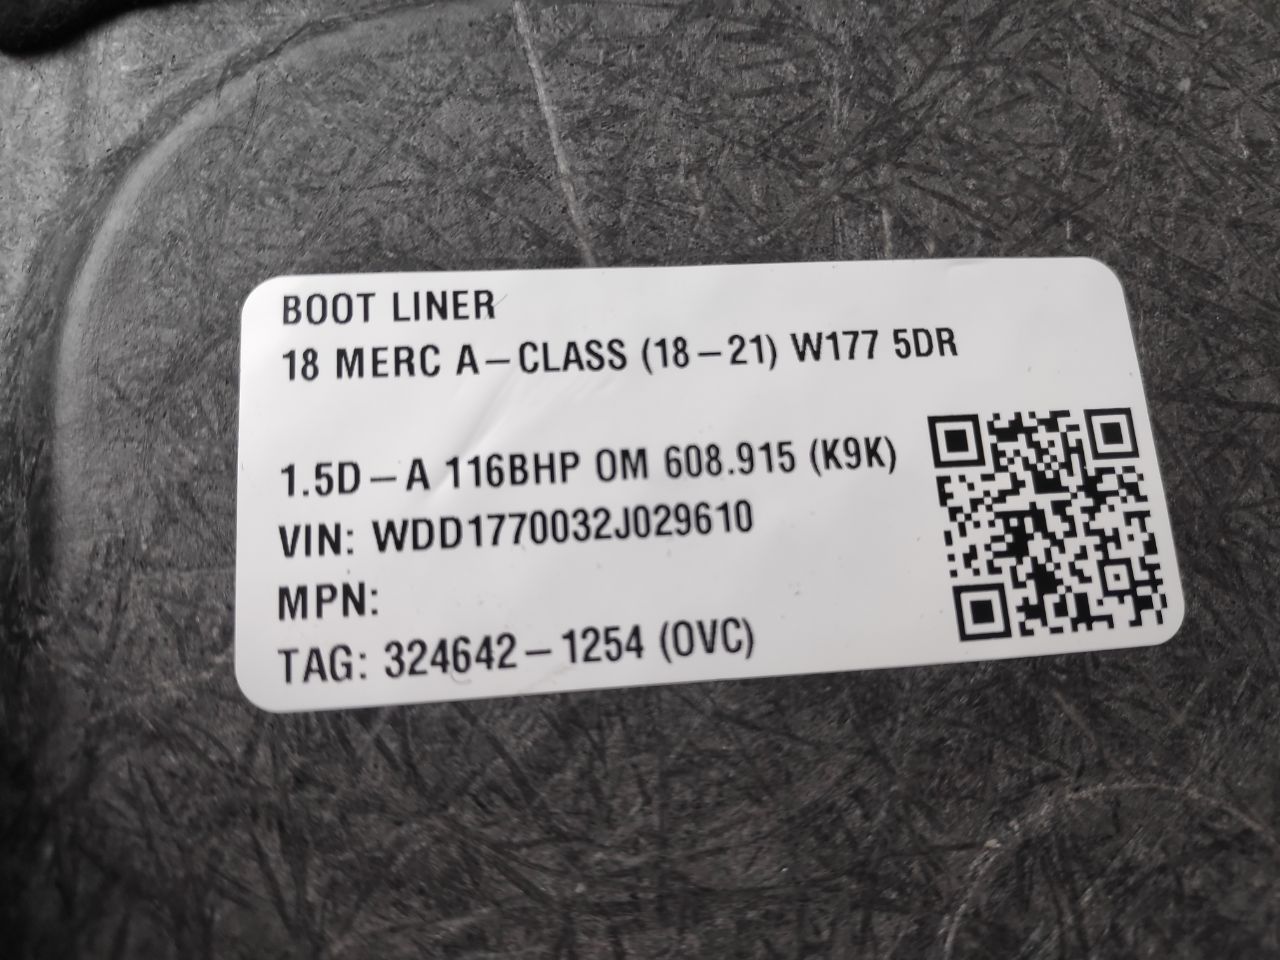 BOOT LINER
18 MERC A-CLASS (18-21) W177 5DR
1.5D-A 116BHP OM 608.915 (K9K)
VIN: WDD1770032J029610
MPN:
TAG: 324642-1254 (OVC)